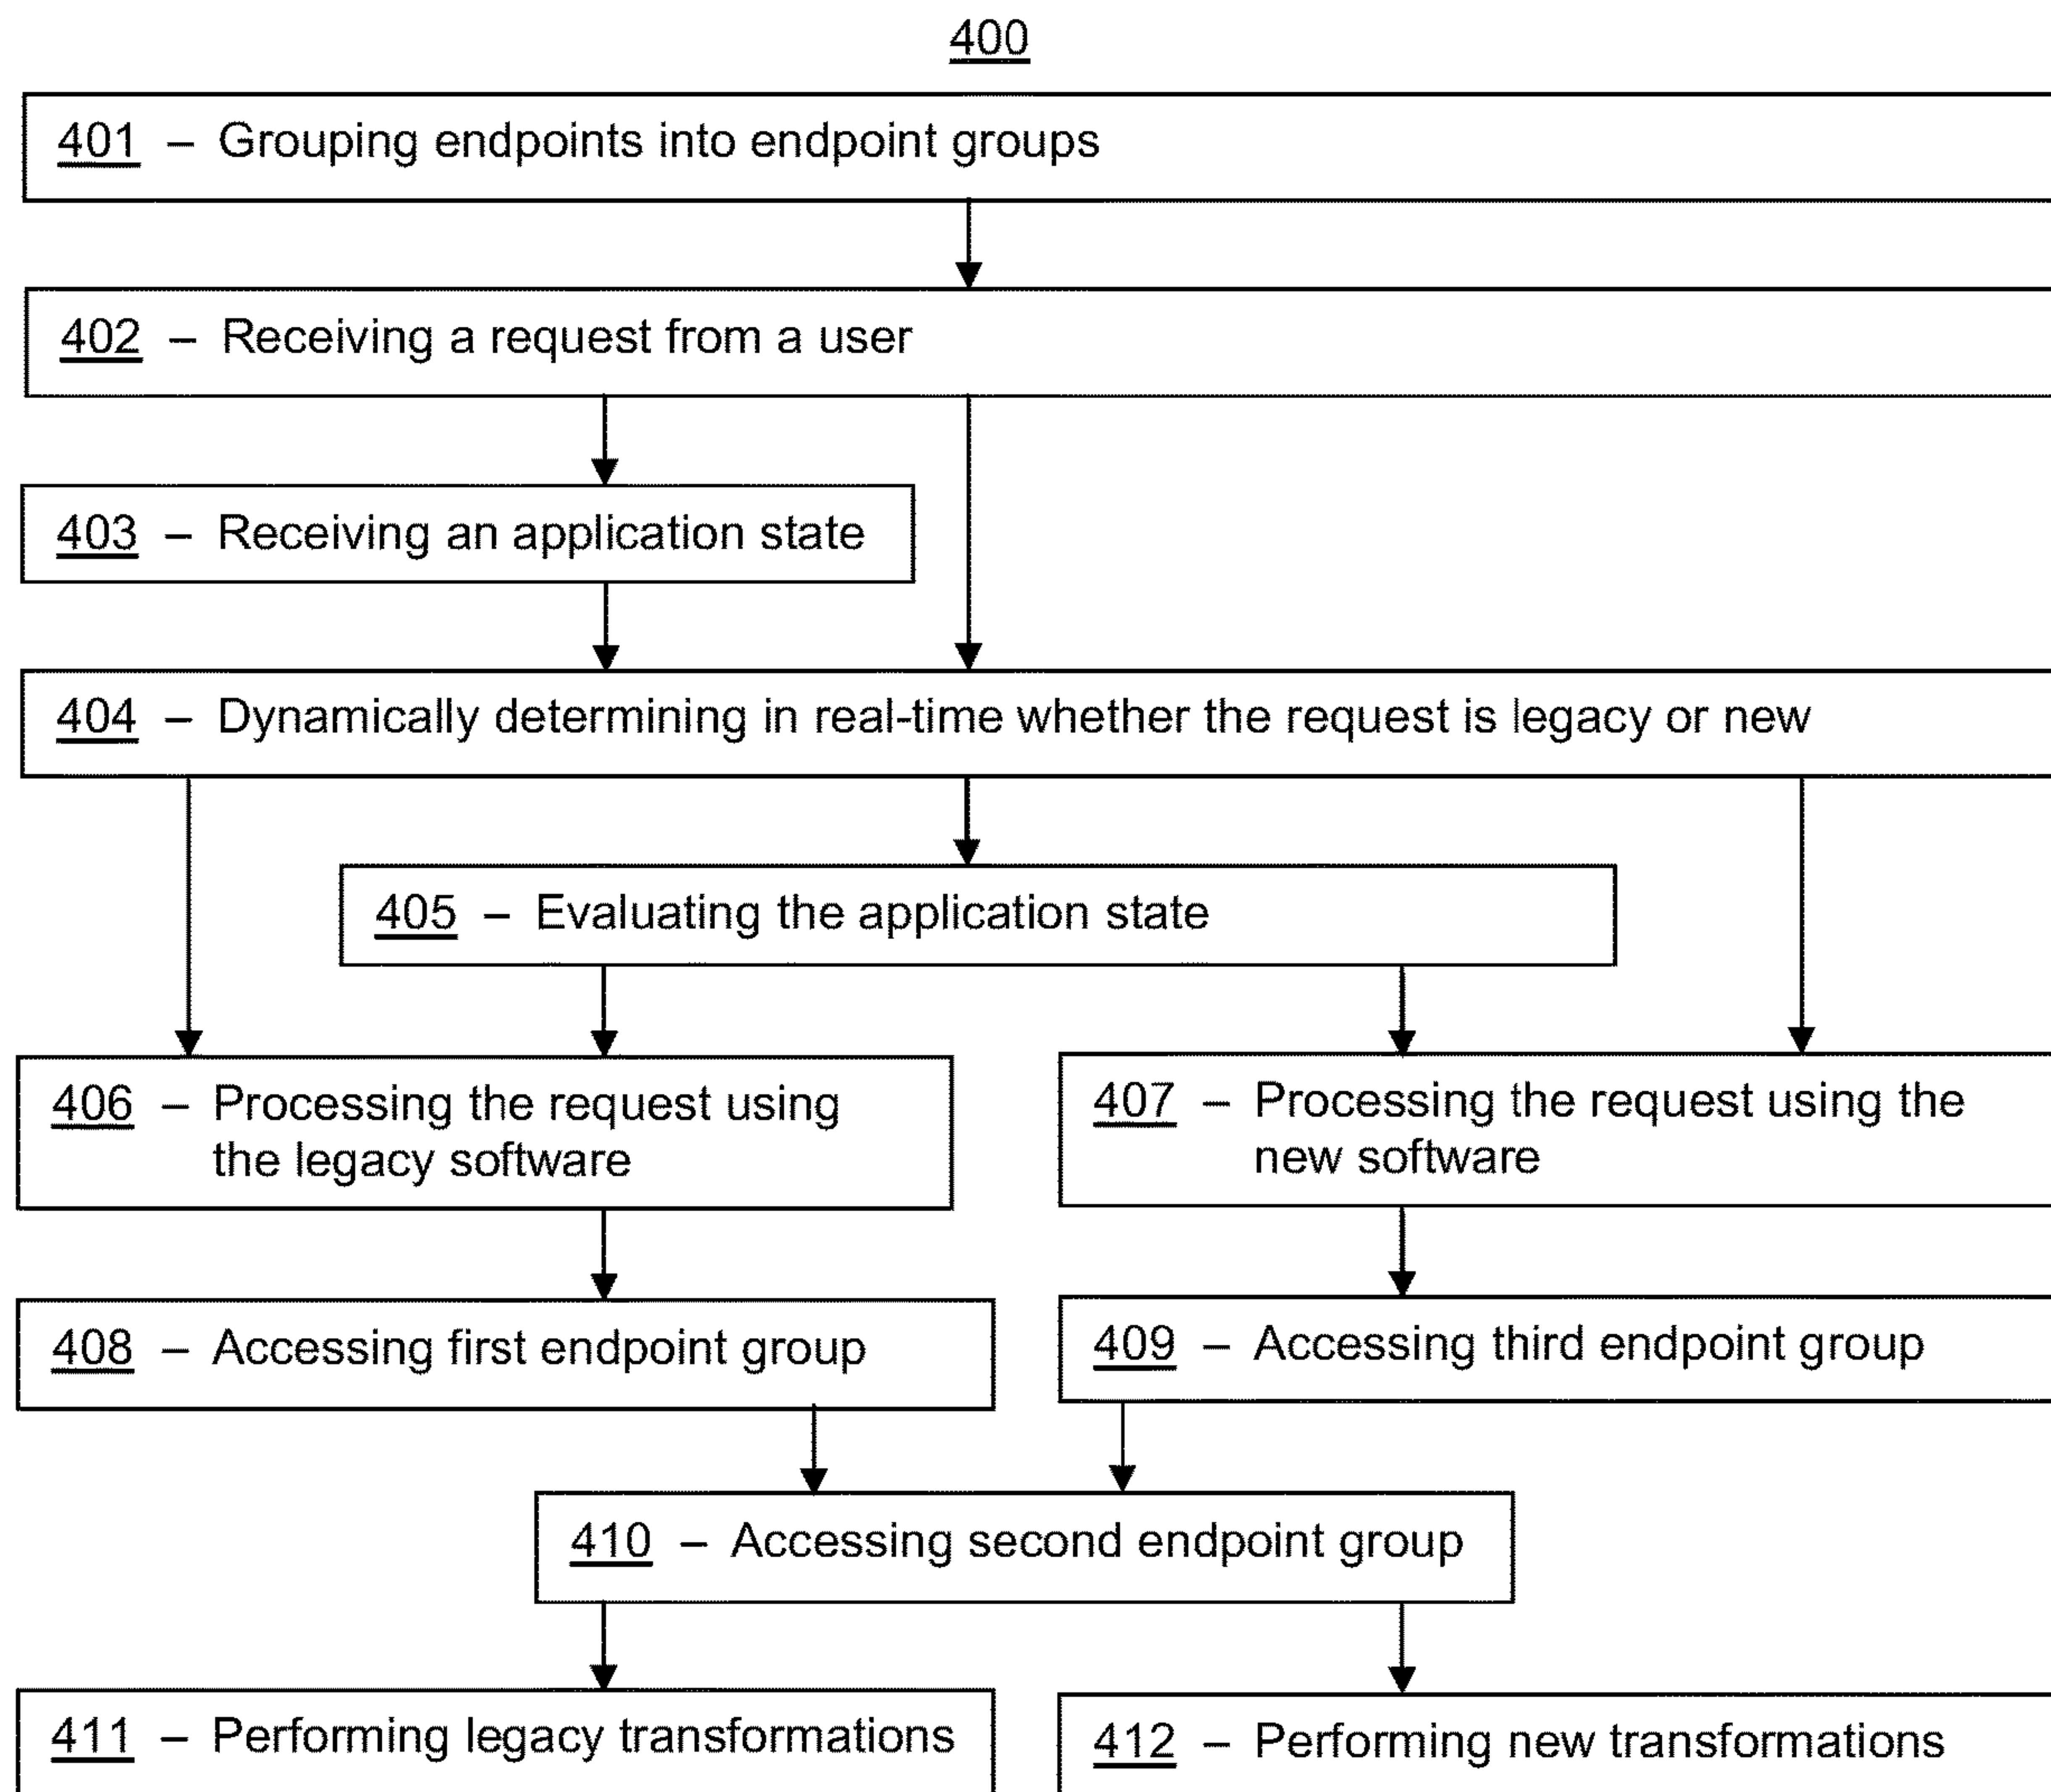 400
401 – Grouping endpoints into endpoint groups
402 – Receiving a request from a user
403 – Receiving an application state
404 – Dynamically determining in real-time whether the request is legacy or new
405 – Evaluating the application state
406 – Processing the request using
the legacy software
407 – Processing the request using the
new software
408 – Accessing first endpoint group
409 – Accessing third endpoint group
410 – Accessing second endpoint group
411 – Performing legacy transformations
412 – Performing new transformations